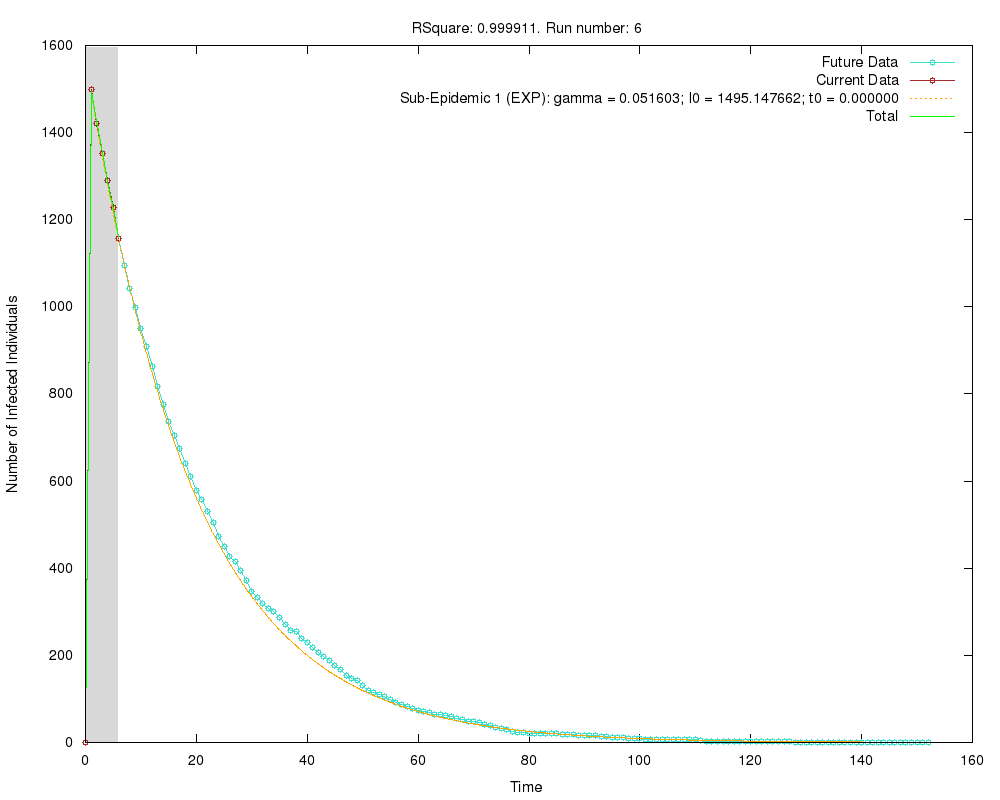 RSquare: 0.999911. Run number: 6
1600
1400
1200
1000
800
600
400
200
0
Number of Infected Individuals
Future Data
Current Data
Sub-Epidemic 1 (EXP): gamma = 0.051603; I0 = 1495.147662; t0 = 0.000000
Total
0 20 40 60 80 100 120 140 160
Time